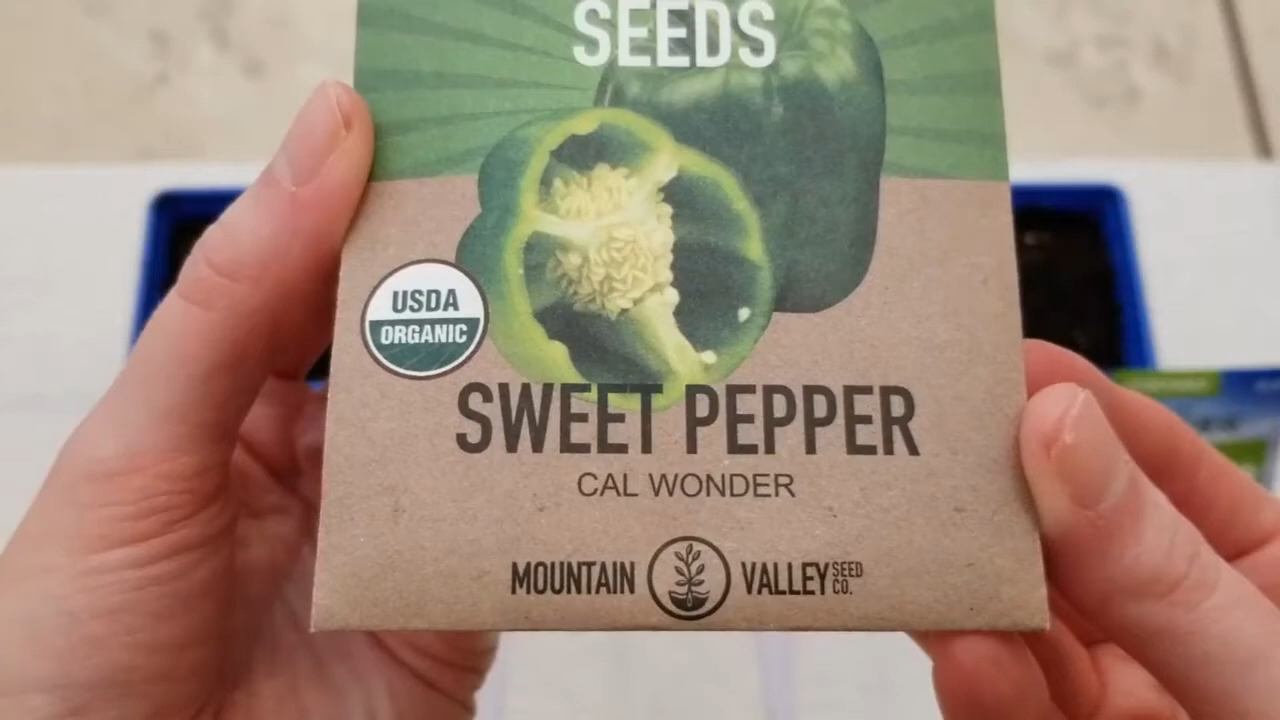 SEEDS
USDA
ORGANIC
SWEET PEPPER
CAL WONDER
MOUNTAIN VALLEY SEED CO.